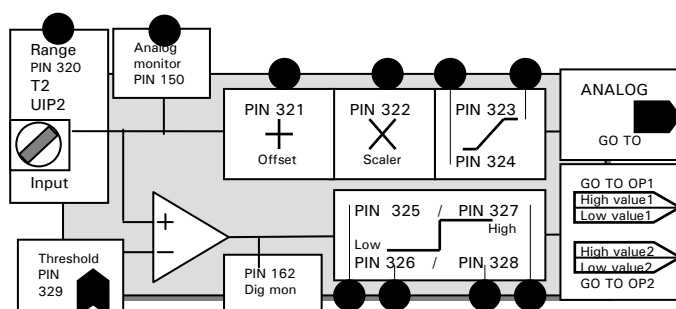 Range
PIN 320
T2
UIP2
Input
Analog
monitor
PIN 150
PIN 321
+
Offset
PIN 322
Scaler
PIN 323
PIN 324
ANALOG
GO TO
+
−
PIN 325 / PIN 327
Low
High
PIN 326 / PIN 328
GO TO OP1
High value1
Low value1
High value2
Low value2
GO TO OP2
Threshold
PIN
329
PIN 162
Dig mon